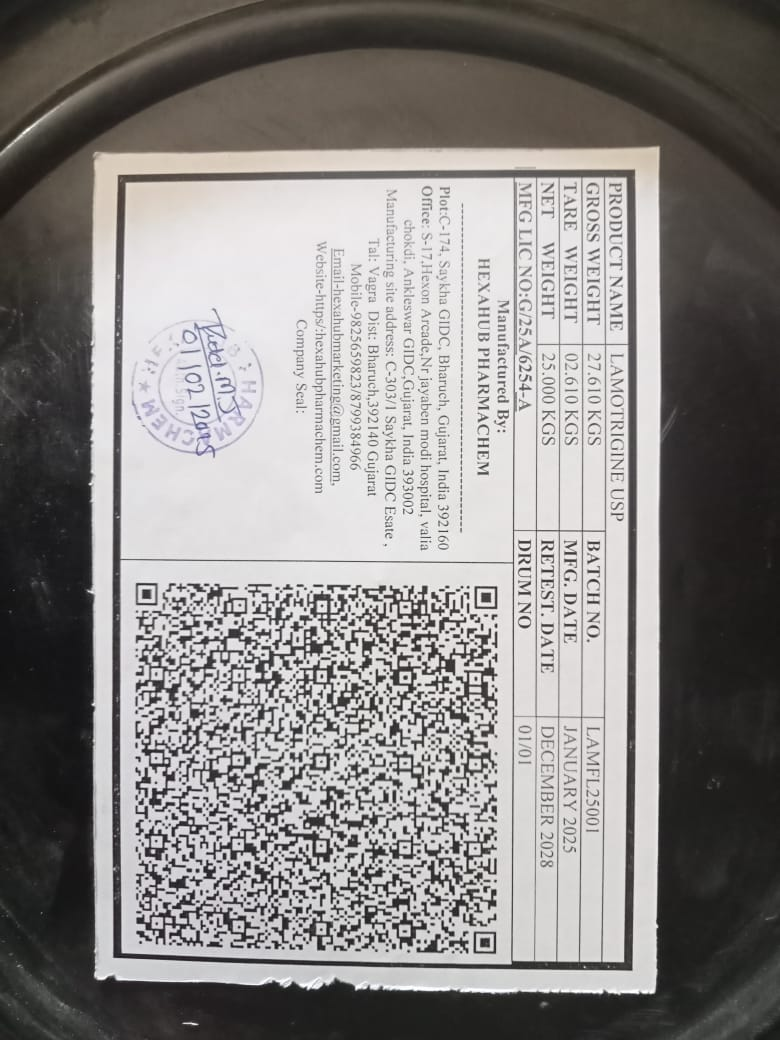 PRODUCT NAME LAMOTRIGINE USP
GROSS WEIGHT 27.610 KGS BATCH NO. LAMFL25001
TARE WEIGHT 02.610 KGS MFG. DATE JANUARY 2025
NET WEIGHT 25.000 KGS RETEST. DATE DECEMBER 2028
MFG LIC NO:G/25A/6254-A DRUM NO 01/01
Manufactured By:
HEXAHUB PHARMACHEM
Plot:C-174, Saykha GIDC, Bharuch, Gujarat, India 392160
Office: S-17,Hexon Arcade,Nr jayaben modi hospital, valia
chokdi, Ankleswar GIDC,Gujarat, India 393002
Manufacturing site address: C-303/1 Saykha GIDC Esate ,
Tal: Vagra Dist: Bharuch,392140 Gujarat
Mobile-9825659823/8799384966
Email-hexahubmarketing@gmail.com,
Website-https/:hexahubpharmachem.com
Company Seal:
01/02/2025